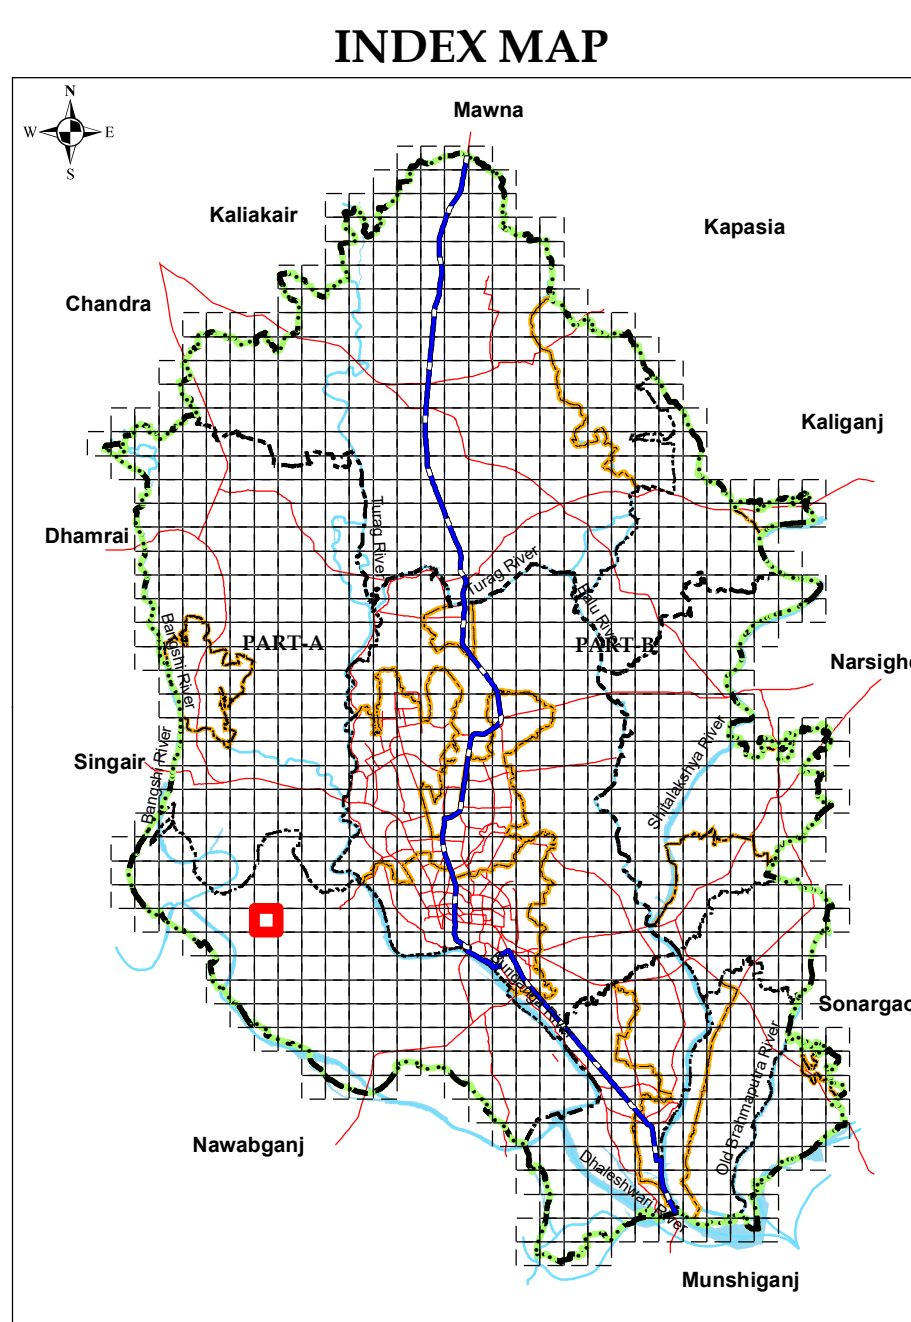 INDEX MAP
Mawna
N
W
E
S
Kaliakair
Kapasia
Chandra
Kaliganj
Dhamrai
Turag River
Turag River
Balu River
Bangshi River
PART-A
PART-B
Narsighd
Singair
Bangshi River
Shitalakshya River
Buriganga River
Sonargao
Old Brahmaputra River
Nawabganj
Dhaleshwari River
Munshiganj